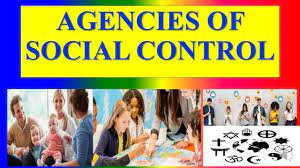 AGENCIES OF
SOCIAL CONTROL